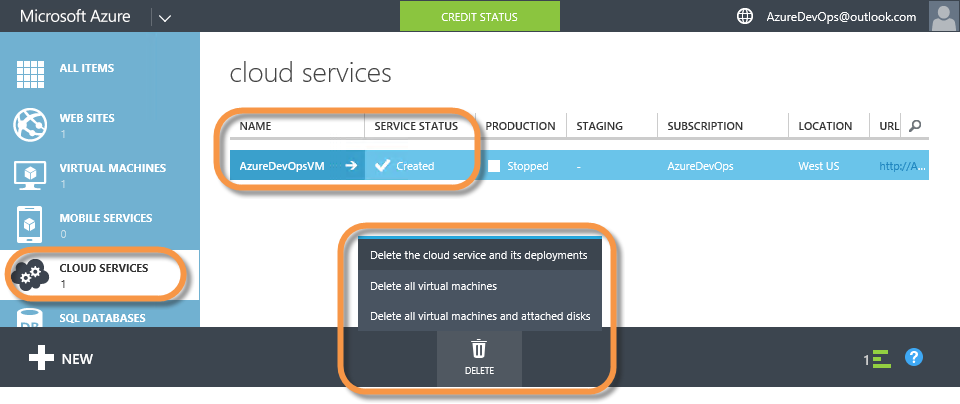 Microsoft Azure
CREDIT STATUS
AzureDevOps@outlook.com
ALL ITEMS
WEB SITES
1
VIRTUAL MACHINES
1
MOBILE SERVICES
0
CLOUD SERVICES
1
SQL DATABASES
DB
cloud services
NAME SERVICE STATUS PRODUCTION STAGING SUBSCRIPTION LOCATION URL
AzureDevOpsVM Created Stopped - AzureDevOps West US http://A...
Delete the cloud service and its deployments
Delete all virtual machines
Delete all virtual machines and attached disks
NEW
DELETE
1
?